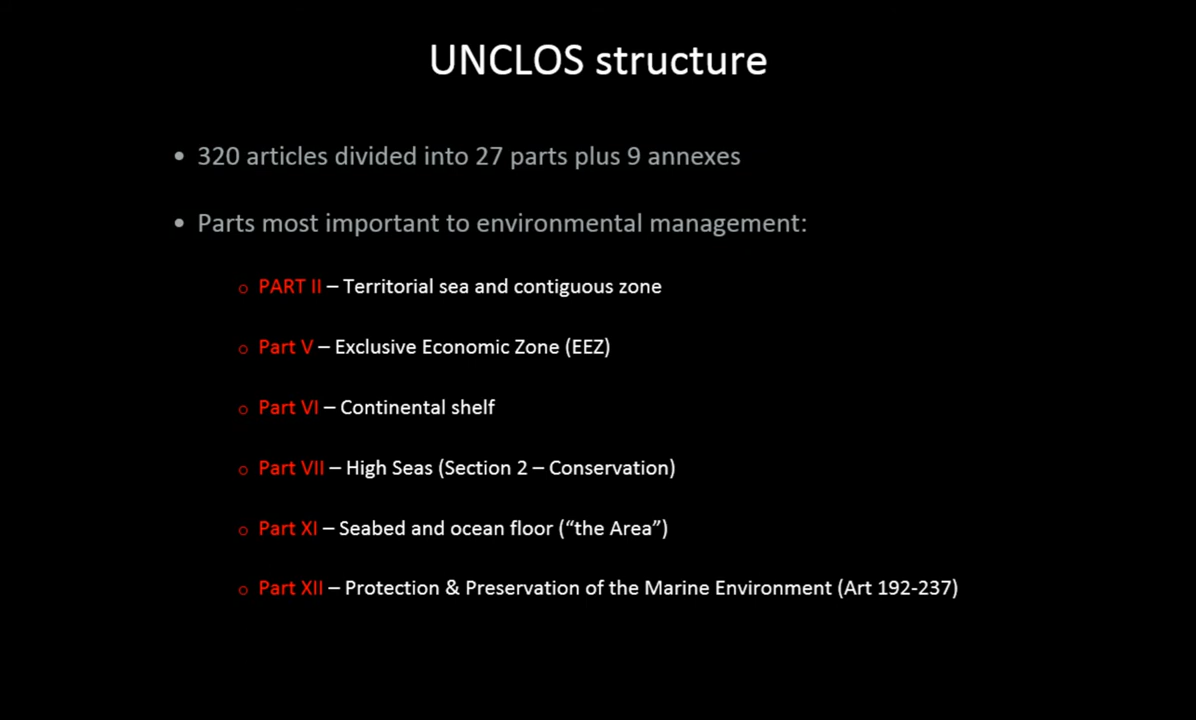 UNCLOS structure
• 320 articles divided into 27 parts plus 9 annexes
• Parts most important to environmental management:
o PART II – Territorial sea and contiguous zone
o Part V – Exclusive Economic Zone (EEZ)
o Part VI – Continental shelf
o Part VII – High Seas (Section 2 – Conservation)
o Part XI – Seabed and ocean floor (“the Area”)
o Part XII – Protection & Preservation of the Marine Environment (Art 192-237)